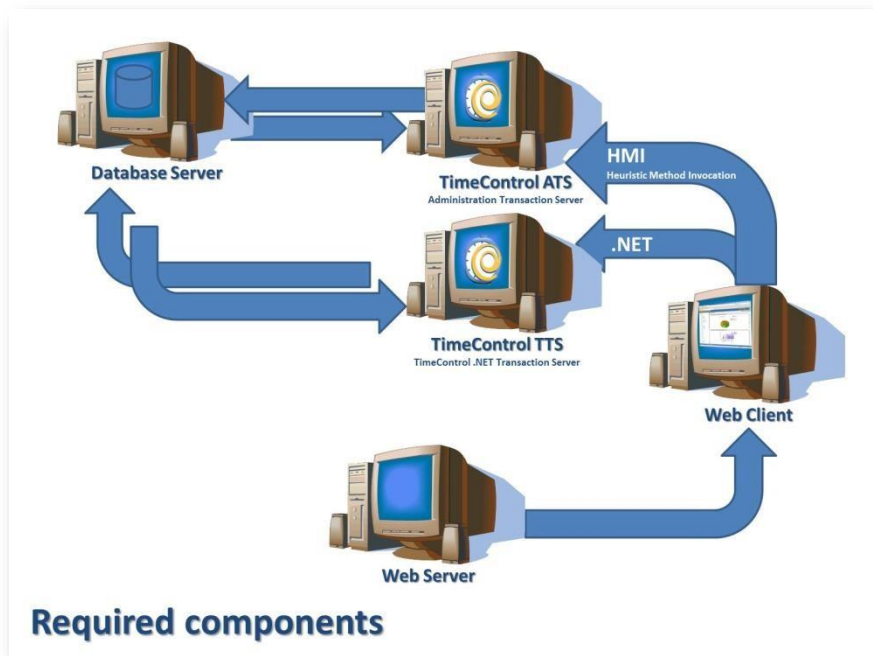 Database Server
TimeControl ATS
Administration Transaction Server
HMI
Heuristic Method Invocation
.NET
TimeControl TTS
TimeControl .NET Transaction Server
Web Client
Web Server
Required components